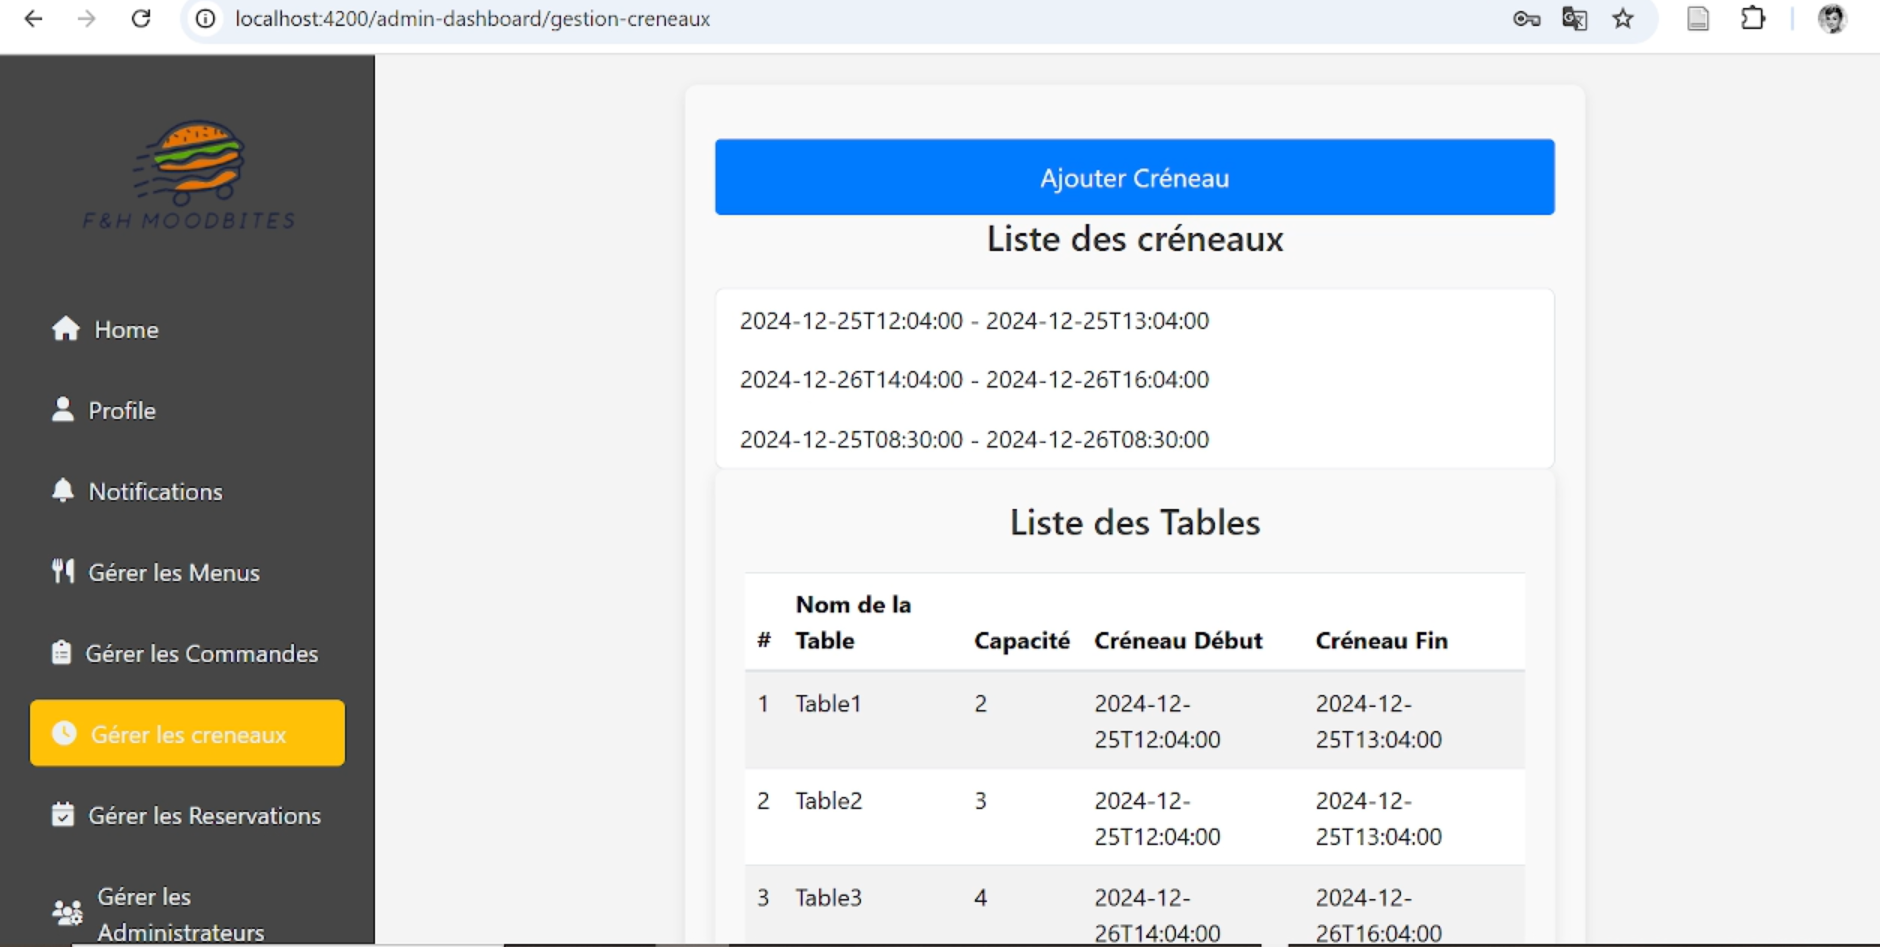 localhost:4200/admin-dashboard/gestion-creneaux
F&H MOODBITES
Home
Profile
Notifications
Gérer les Menus
Gérer les Commandes
Gérer les creneaux
Gérer les Reservations
Gérer les
Administrateurs
Ajouter Créneau
Liste des créneaux
2024-12-25T12:04:00 - 2024-12-25T13:04:00
2024-12-26T14:04:00 - 2024-12-26T16:04:00
2024-12-25T08:30:00 - 2024-12-26T08:30:00
Liste des Tables
Nom de la
# Table Capacité Créneau Début Créneau Fin
1 Table1 2 2024-12- 2024-12-
25T12:04:00 25T13:04:00
2 Table2 3 2024-12- 2024-12-
25T12:04:00 25T13:04:00
3 Table3 4 2024-12- 2024-12-
26T14:04:00 26T16:04:00